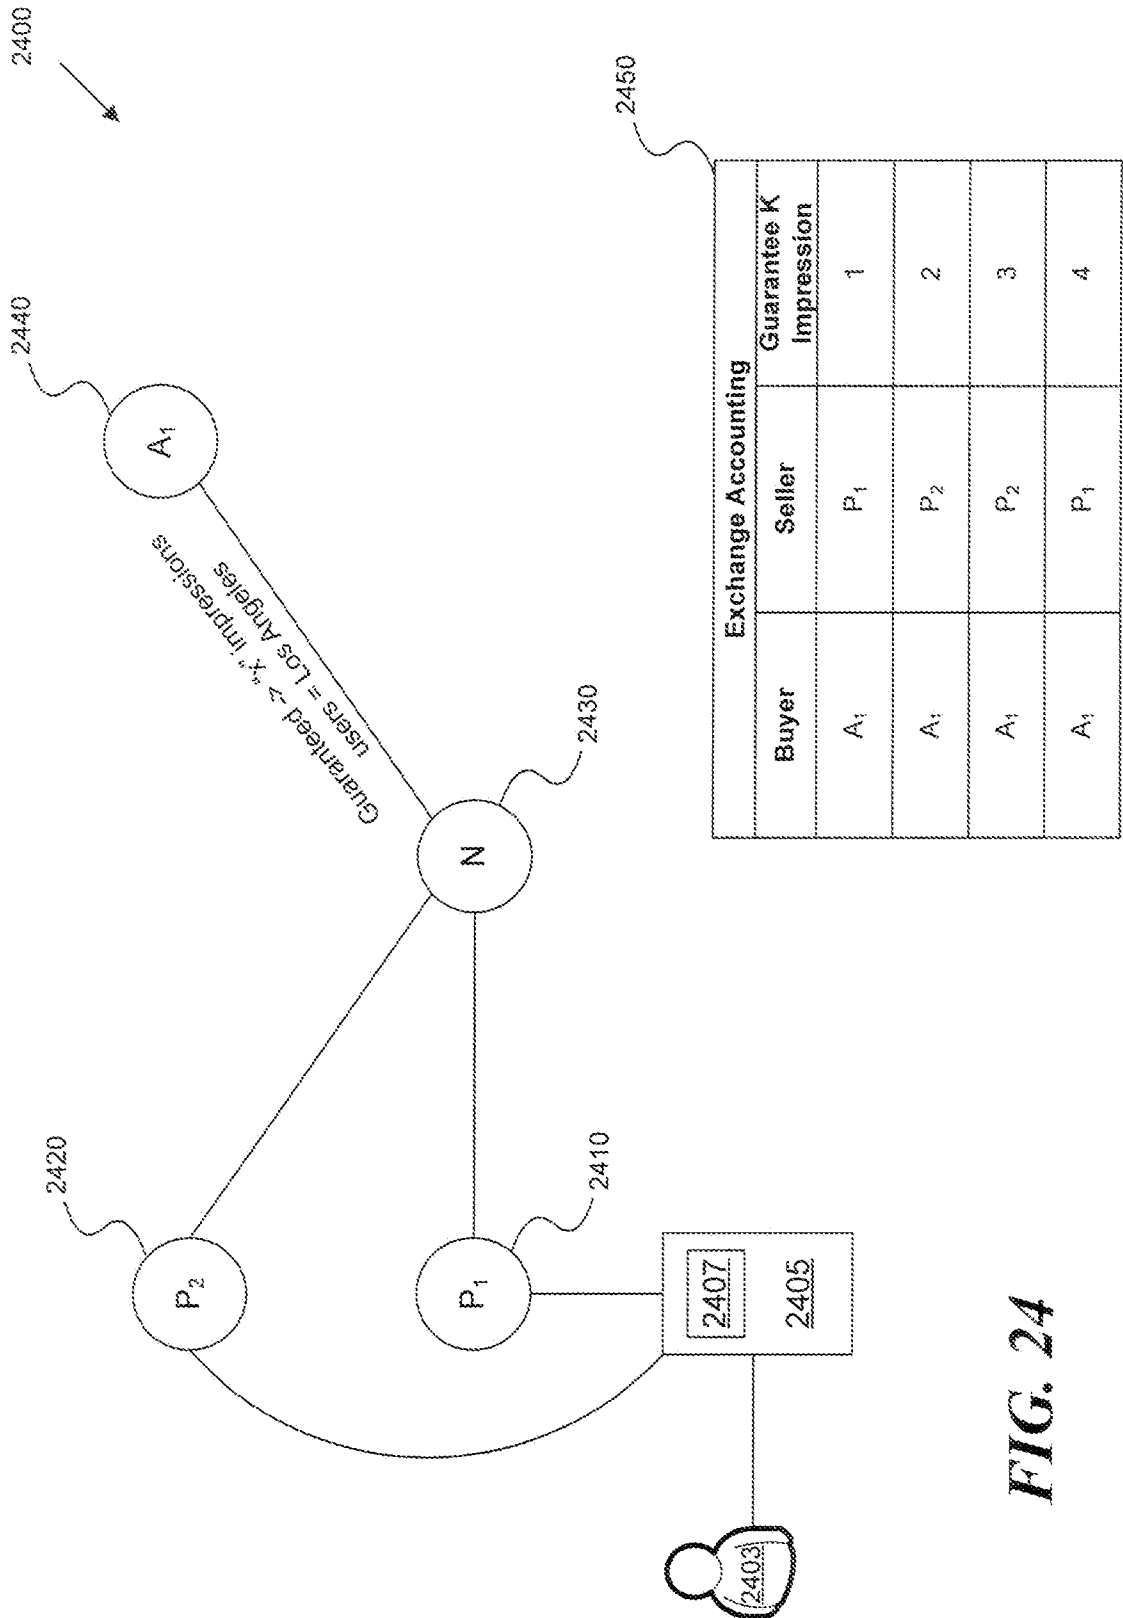 2400
2440
A₁
Guaranteed -> "x" impressions
users = Los Angeles
2420
P₂
N
2430
P₁
2410
2407
2405
2403
2450
Exchange Accounting
Buyer Seller Guarantee K
Impression
A₁ P₁ 1
A₁ P₂ 2
A₁ P₂ 3
A₁ P₁ 4
FIG. 24